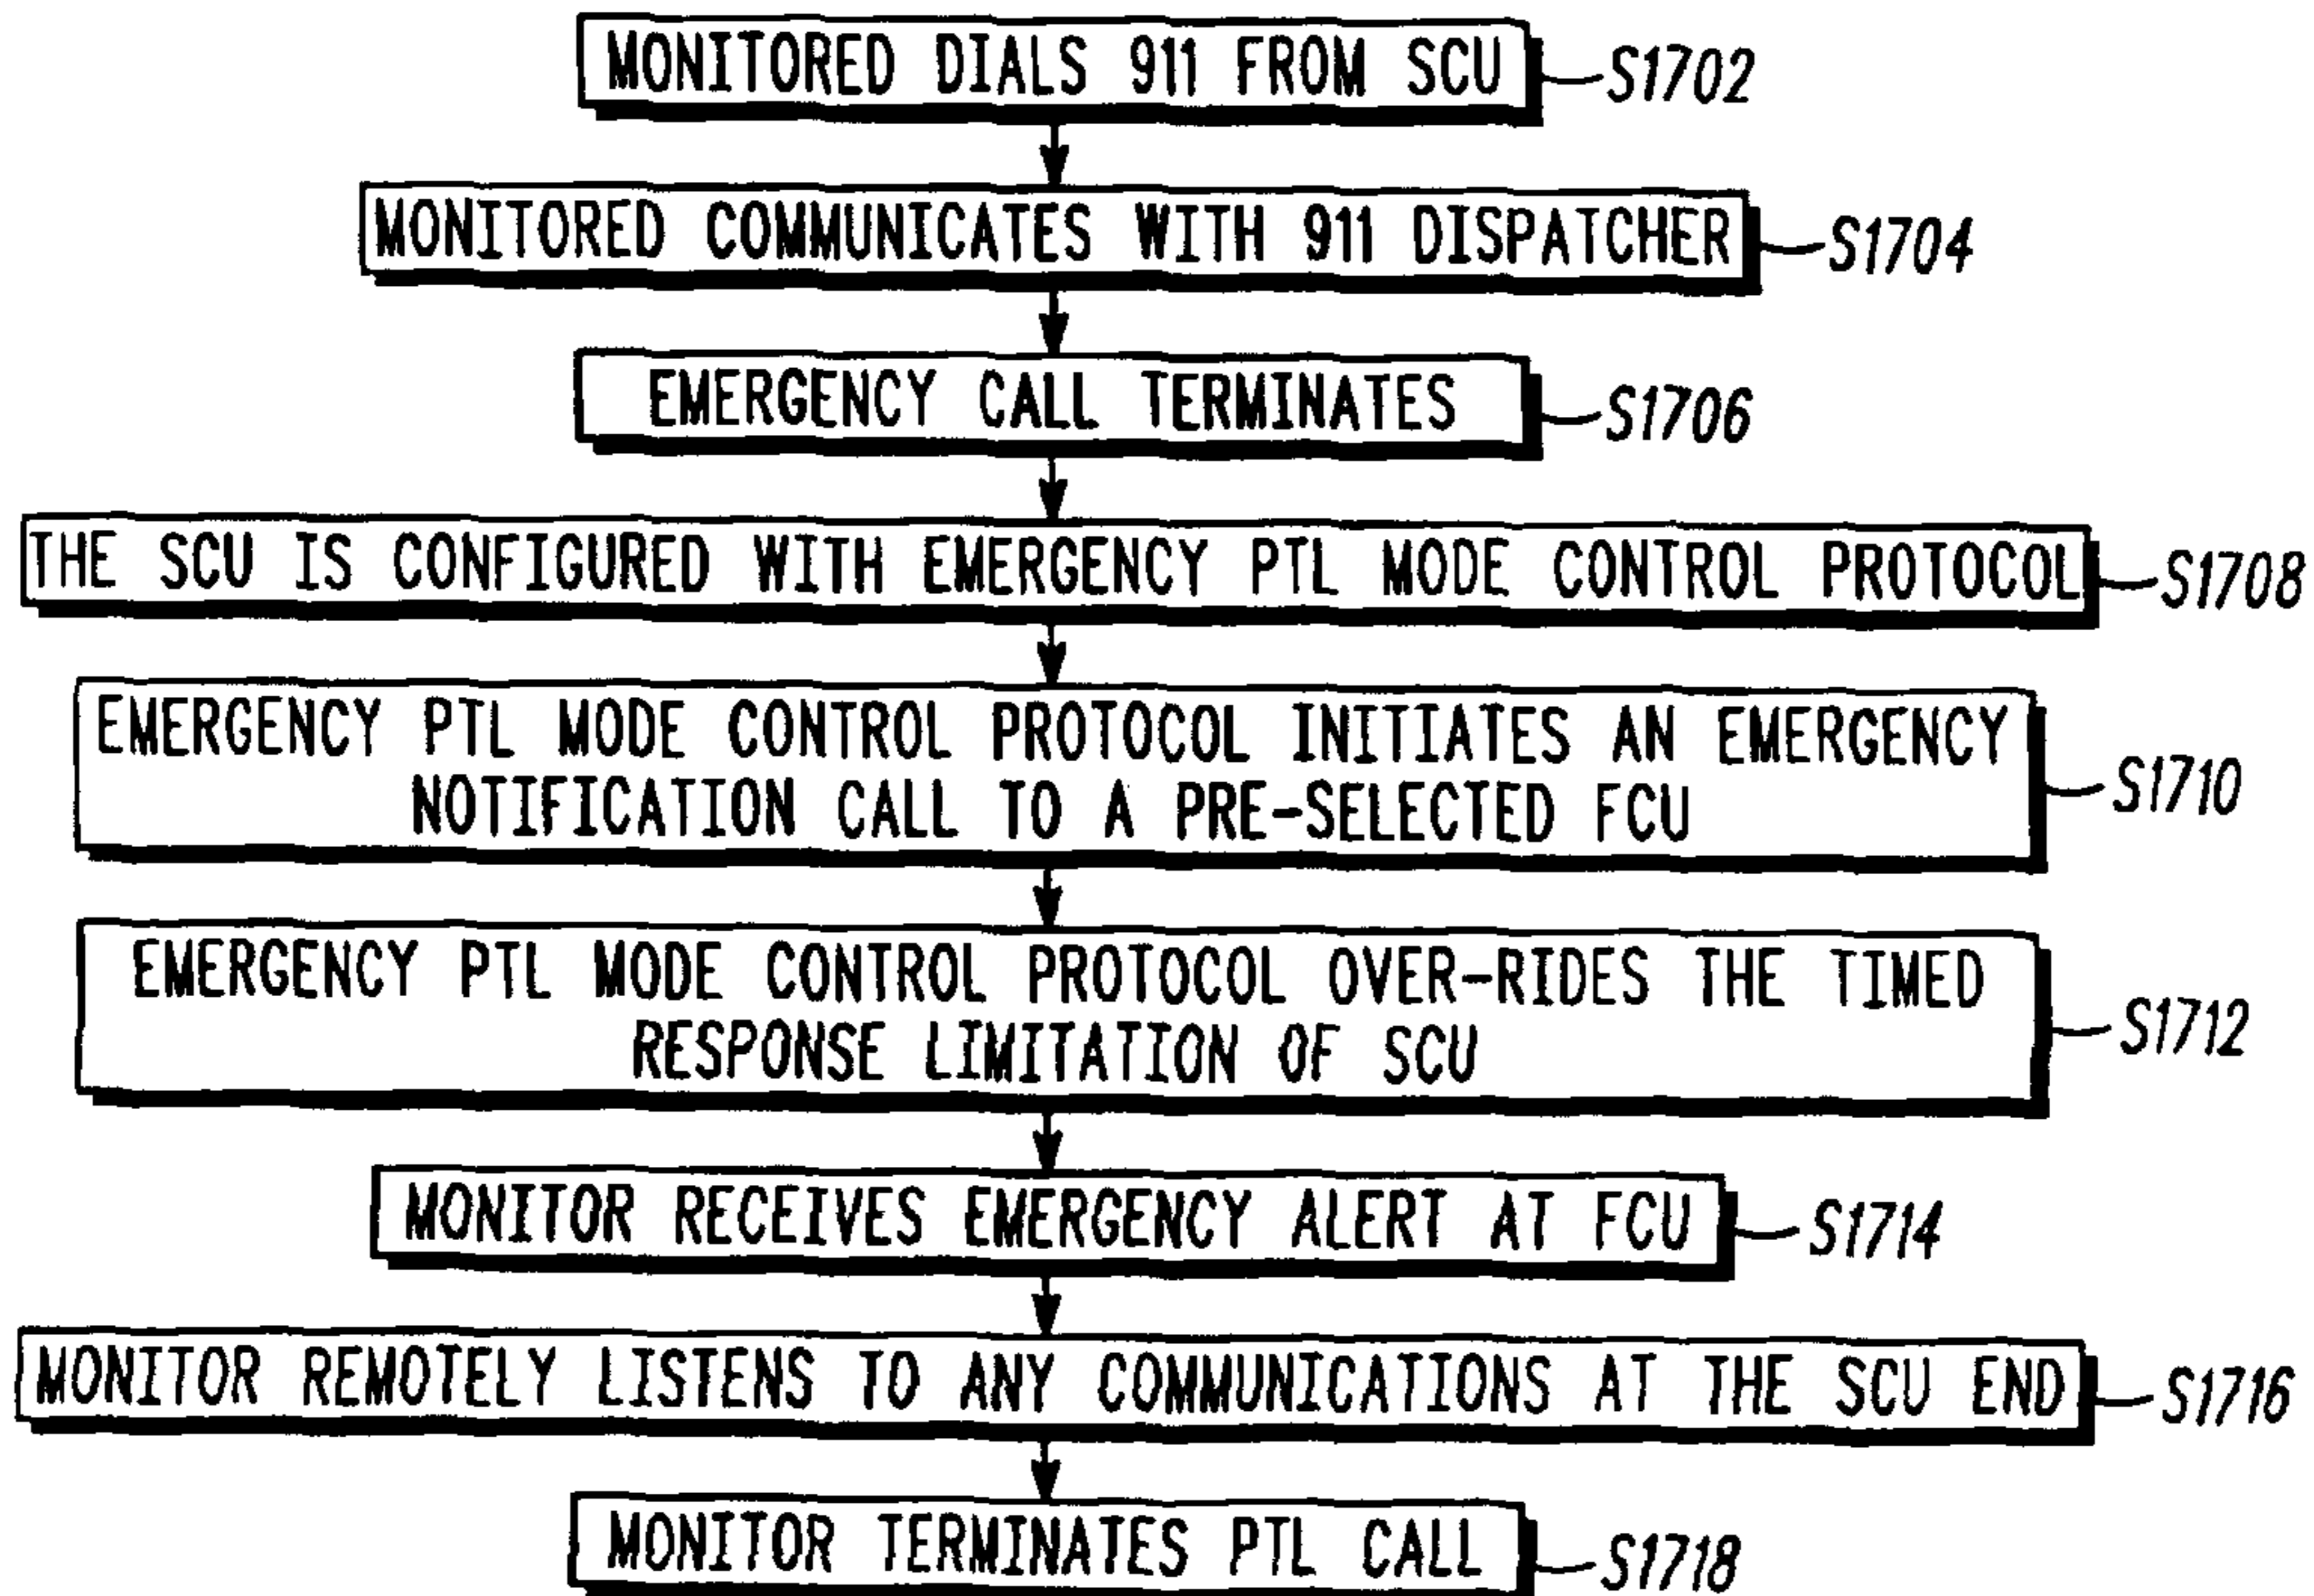 MONITORED DIALS 911 FROM SCU
S1702
MONITORED COMMUNICATES WITH 911 DISPATCHER
S1704
EMERGENCY CALL TERMINATES
S1706
THE SCU IS CONFIGURED WITH EMERGENCY PTL MODE CONTROL PROTOCOL
S1708
EMERGENCY PTL MODE CONTROL PROTOCOL INITIATES AN EMERGENCY
NOTIFICATION CALL TO A PRE-SELECTED FCU
S1710
EMERGENCY PTL MODE CONTROL PROTOCOL OVER-RIDES THE TIMED
RESPONSE LIMITATION OF SCU
S1712
MONITOR RECEIVES EMERGENCY ALERT AT FCU
S1714
MONITOR REMOTELY LISTENS TO ANY COMMUNICATIONS AT THE SCU END
S1716
MONITOR TERMINATES PTL CALL
S1718